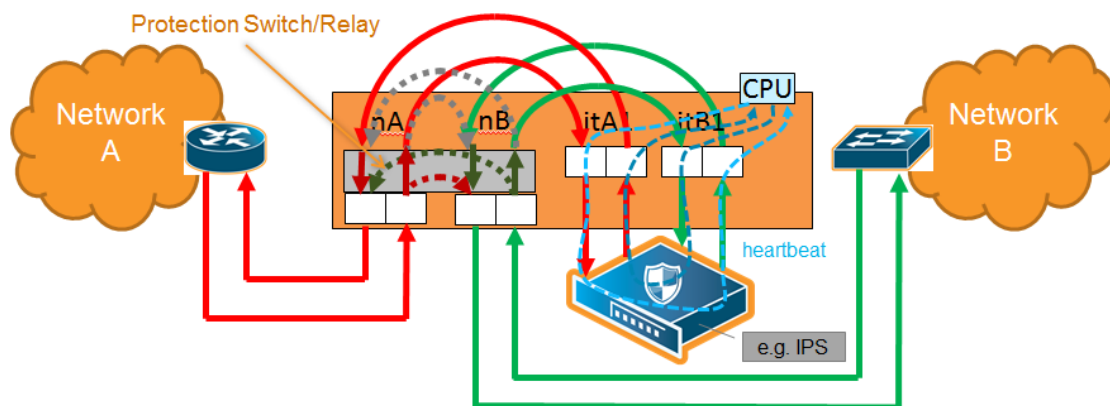 Protection Switch/Relay
CPU
Network
A
nA
nB
itA1
itB1
Network
B
heartbeat
e.g. IPS